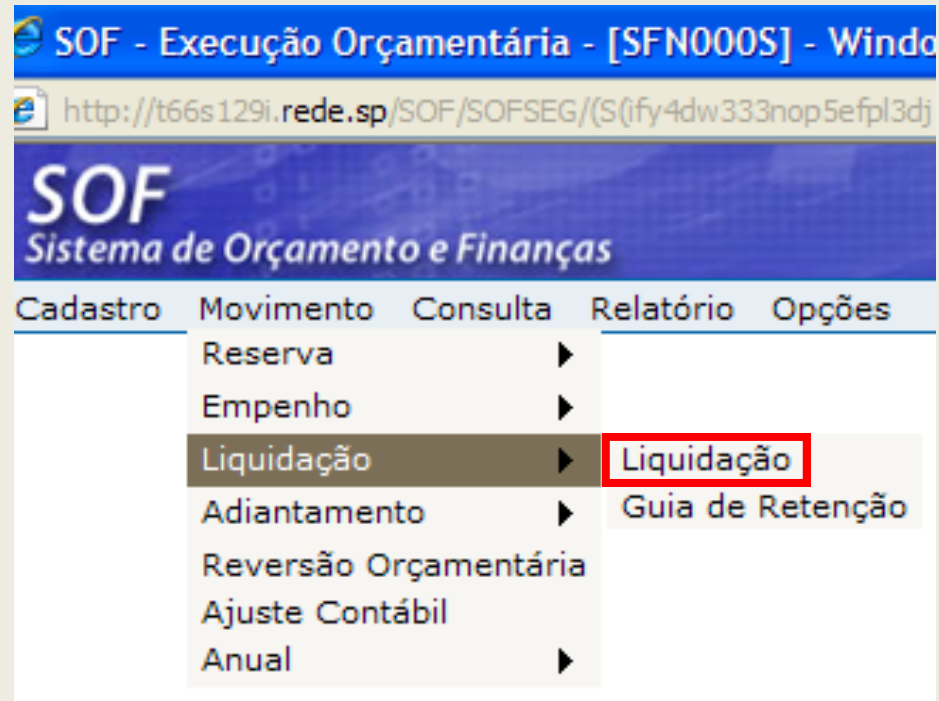 SOF - Execução Orçamentária - [SFN000S] - Windo
http://t66s129i.rede.sp/SOF/SOFSEG/(S(ify4dw333nop5efpl3dj
SOF
Sistema de Orçamento e Finanças
Cadastro Movimento Consulta Relatório Opções
Reserva
Empenho
Liquidação Liquidação
Adiantamento Guia de Retenção
Reversão Orçamentária
Ajuste Contábil
Anual